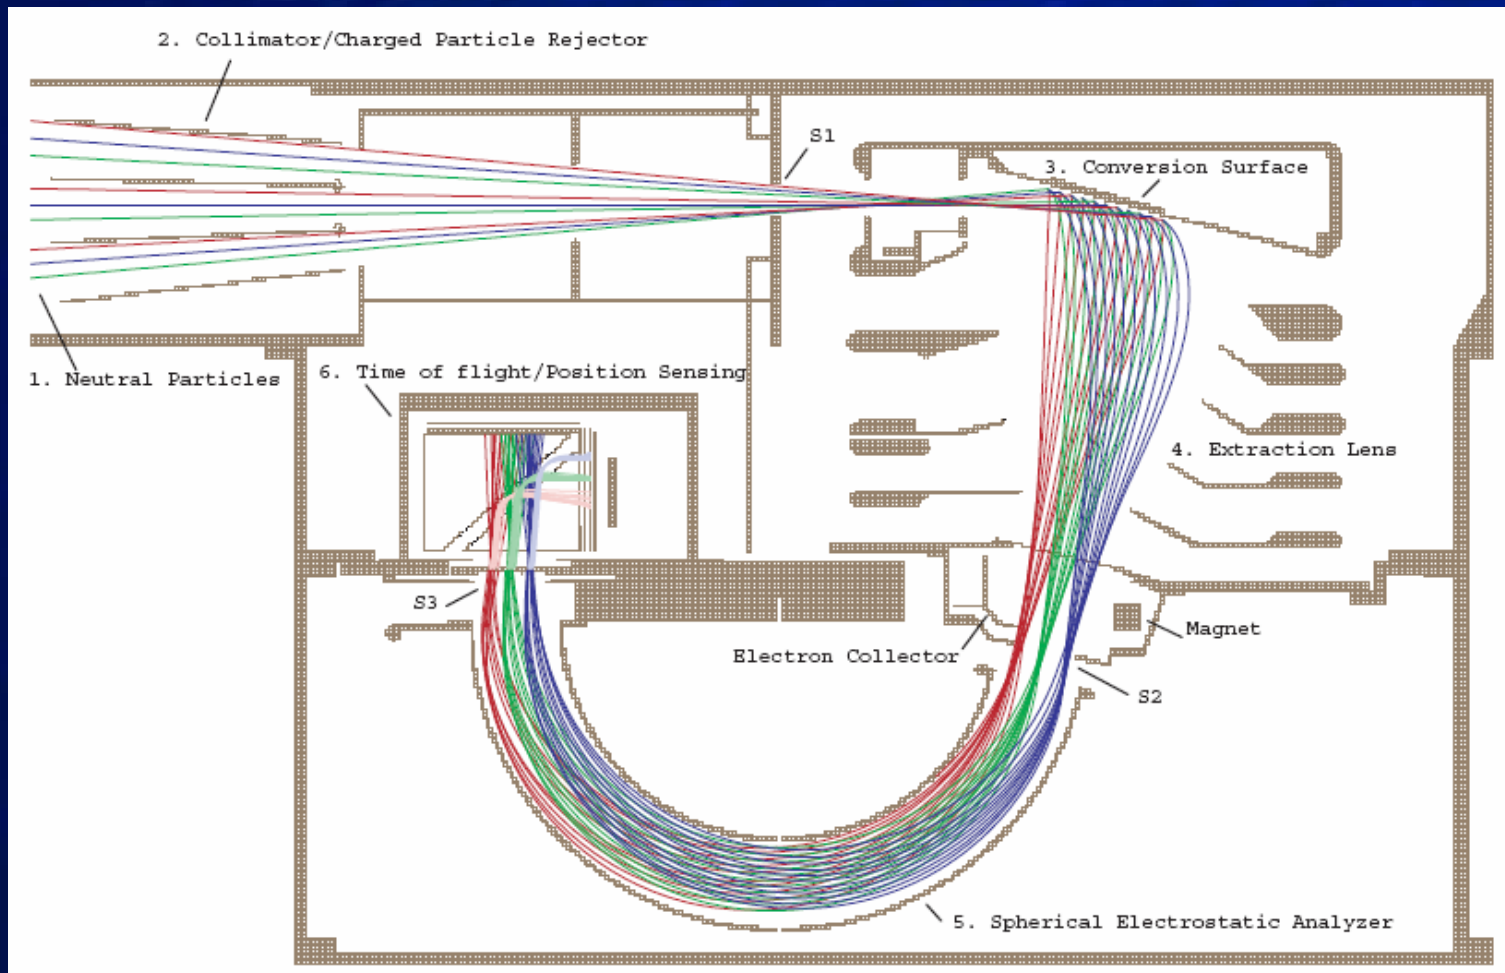 2. Collimator/Charged Particle Rejector
S1
3. Conversion Surface
1. Neutral Particles
6. Time of flight/Position Sensing
4. Extraction Lens
S3
Electron Collector
Magnet
S2
5. Spherical Electrostatic Analyzer